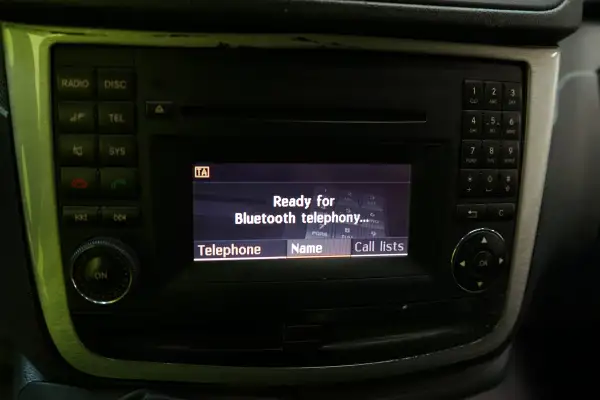 RADIO DISC
TEL
SYS
ON
TA
Ready for
Bluetooth telephony...
Telephone Name Call lists
1 2 3
4 5 6
7 8 9
* 0 #
C
OK